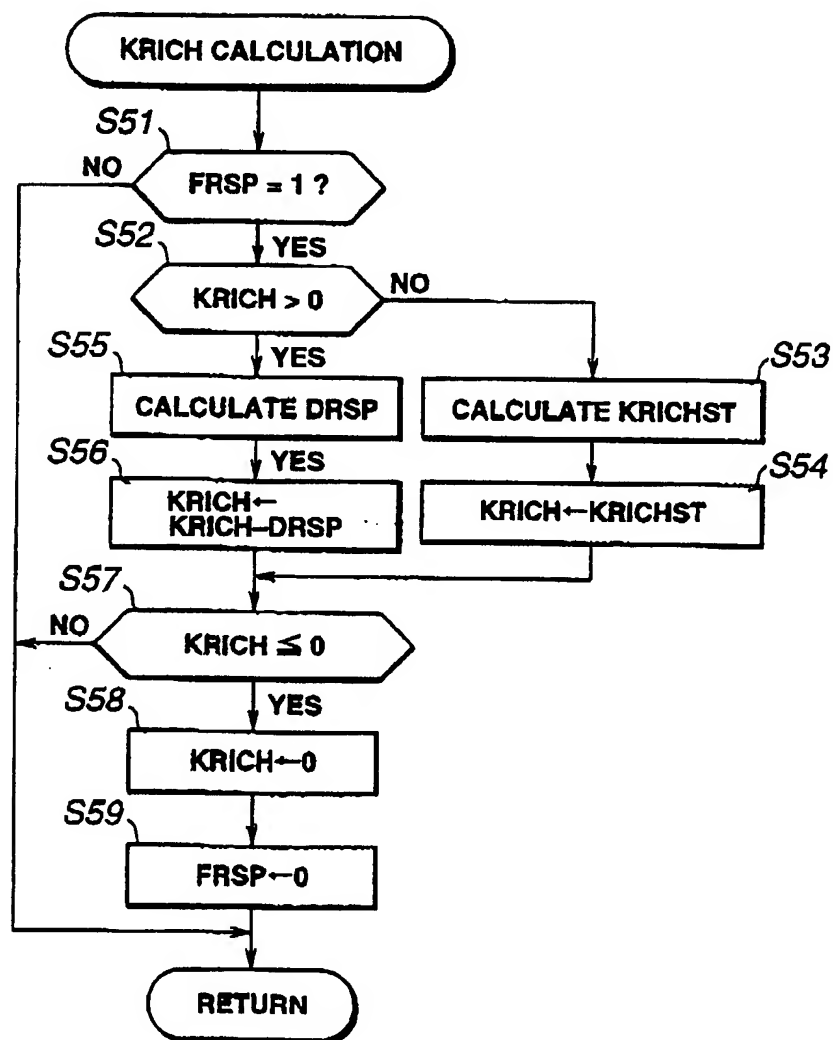 KRICH CALCULATION
S51
NO
FRSP = 1 ?
S52
YES
KRICH > 0
NO
S55
YES
S53
CALCULATE DRSP
CALCULATE KRICHST
S56
YES
S54
KRICH←
KRICH–DRSP
KRICH←KRICHST
S57
NO
KRICH ≦ 0
S58
YES
KRICH←0
S59
FRSP←0
RETURN